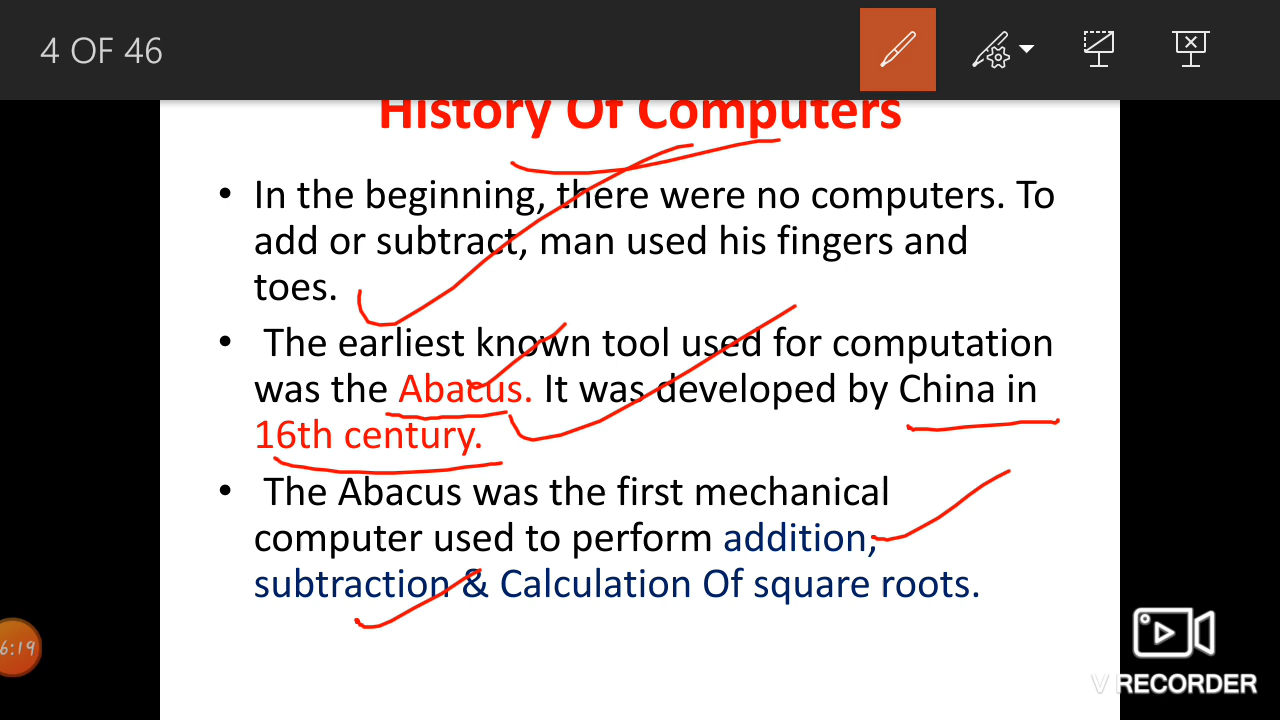 4 OF 46
History Of Computers
• In the beginning, there were no computers. To
add or subtract, man used his fingers and
toes.
• The earliest known tool used for computation
was the Abacus. It was developed by China in
16th century.
• The Abacus was the first mechanical
computer used to perform addition,
subtraction & Calculation Of square roots.
6:19
V RECORDER